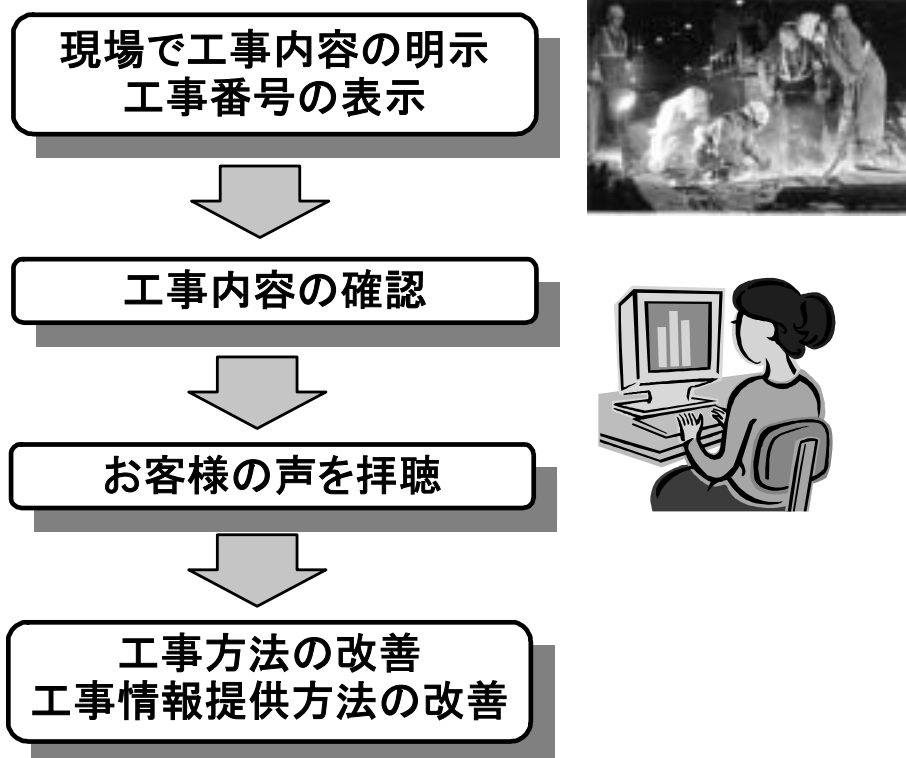 現場で工事内容の明示
工事番号の表示
工事内容の確認
お客様の声を拝聴
工事方法の改善
工事情報提供方法の改善